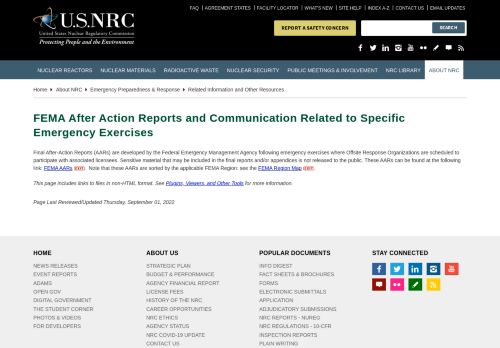 FAQ | AGREEMENT STATES | FACILITY LOCATOR | WHAT'S NEW | SITE HELP | INDEX A-Z | CONTACT US | EMAIL UPDATES
U.S.NRC
United States Nuclear Regulatory Commission
Protecting People and the Environment
REPORT A SAFETY CONCERN
SEARCH
NUCLEAR REACTORS NUCLEAR MATERIALS RADIOACTIVE WASTE NUCLEAR SECURITY PUBLIC MEETINGS & INVOLVEMENT NRC LIBRARY ABOUT NRC
Home About NRC Emergency Preparedness & Response Related Information and Other Resources
FEMA After Action Reports and Communication Related to Specific
Emergency Exercises
Final After-Action Reports (AARs) are developed by the Federal Emergency Management Agency following emergency exercises where Offsite Response Organizations are scheduled to
participate with associated licensees. Sensitive material that may be included in the final reports and/or appendices is not released to the public. These AARs can be found at the following
link: FEMA AARs EXIT. Note that these AARs are sorted by the applicable FEMA Region: see the FEMA Region Map EXIT.
This page includes links to files in non-HTML format. See Plugins, Viewers, and Other Tools for more information.
Page Last Reviewed/Updated Thursday, September 01, 2022
HOME
NEWS RELEASES
EVENT REPORTS
ADAMS
OPEN GOV
DIGITAL GOVERNMENT
THE STUDENT CORNER
PHOTOS & VIDEOS
FOR DEVELOPERS
ABOUT US
STRATEGIC PLAN
BUDGET & PERFORMANCE
AGENCY FINANCIAL REPORT
LICENSE FEES
HISTORY OF THE NRC
CAREER OPPORTUNITIES
NRC ETHICS
AGENCY STATUS
NRC COVID-19 UPDATE
CONTACT US
POPULAR DOCUMENTS
INFO DIGEST
FACT SHEETS & BROCHURES
FORMS
ELECTRONIC SUBMITTALS
APPLICATION
ADJUDICATORY SUBMISSIONS
NRC REPORTS - NUREG
NRC REGULATIONS - 10-CFR
INSPECTION REPORTS
PLAIN WRITING
STAY CONNECTED